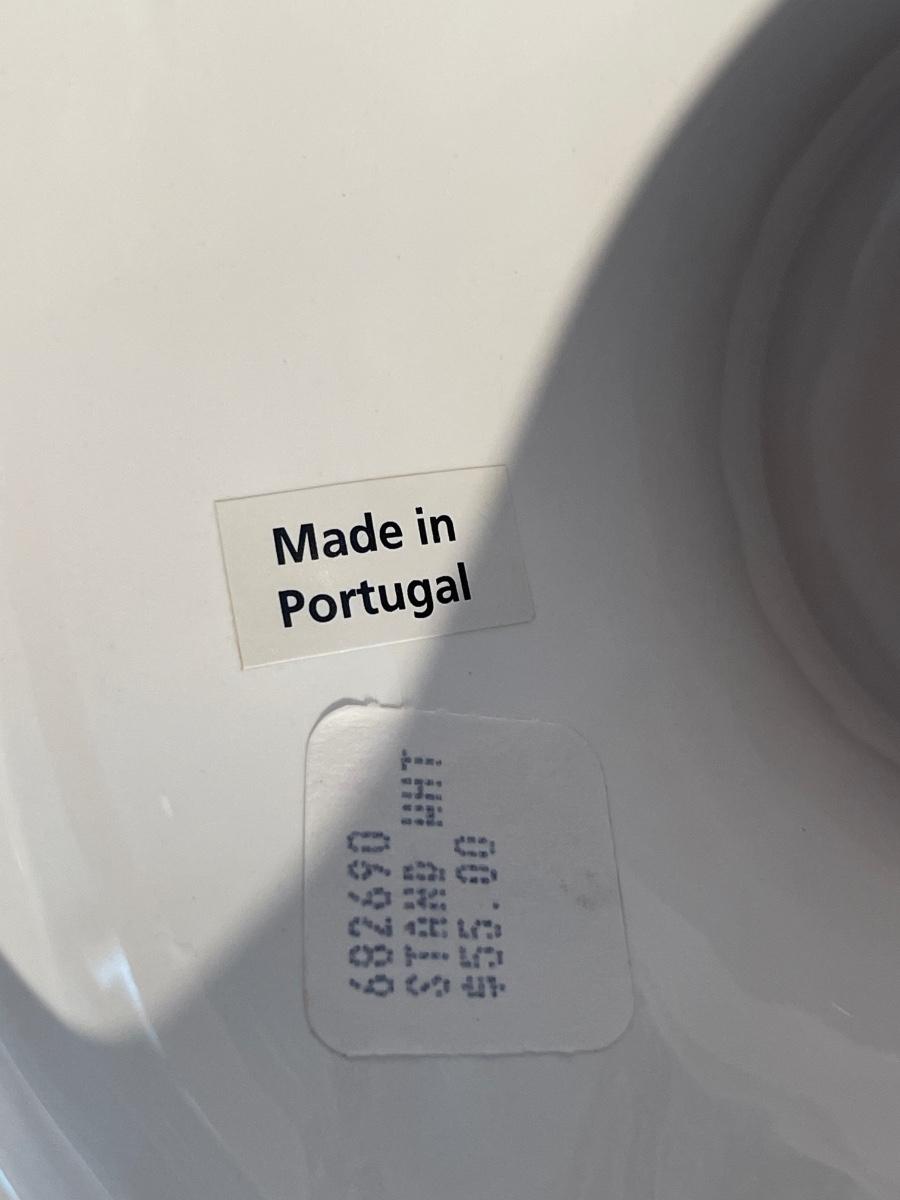 Made in
Portugal
682690
STAND WHT
$55.00